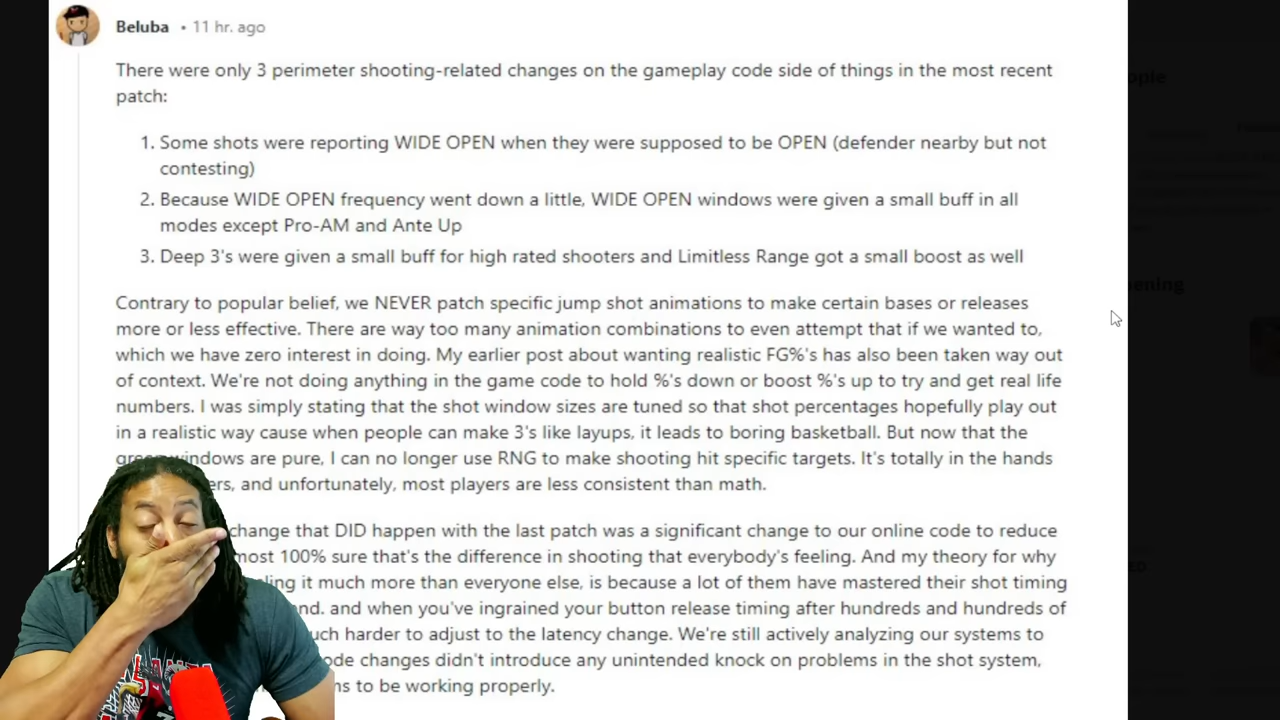 Beluba • 11 hr. ago
There were only 3 perimeter shooting-related changes on the gameplay code side of things in the most recent
patch:
1. Some shots were reporting WIDE OPEN when they were supposed to be OPEN (defender nearby but not
contesting)
2. Because WIDE OPEN frequency went down a little, WIDE OPEN windows were given a small buff in all
modes except Pro-AM and Ante Up
3. Deep 3's were given a small buff for high rated shooters and Limitless Range got a small boost as well
Contrary to popular belief, we NEVER patch specific jump shot animations to make certain bases or releases
more or less effective. There are way too many animation combinations to even attempt that if we wanted to,
which we have zero interest in doing. My earlier post about wanting realistic FG%'s has also been taken way out
of context. We're not doing anything in the game code to hold %'s down or boost %'s up to try and get real life
numbers. I was simply stating that the shot window sizes are tuned so that shot percentages hopefully play out
in a realistic way cause when people can make 3's like layups, it leads to boring basketball. But now that the
green windows are pure, I can no longer use RNG to make shooting hit specific targets. It's totally in the hands
and unfortunately, most players are less consistent than math.
change that DID happen with the last patch was a significant change to our online code to reduce
100% sure that's the difference in shooting that everybody's feeling. And my theory for why
it much more than everyone else, is because a lot of them have mastered their shot timing
and when you've ingrained your button release timing after hundreds and hundreds of
harder to adjust to the latency change. We're still actively analyzing our systems to
changes didn't introduce any unintended knock on problems in the shot system,
to be working properly.